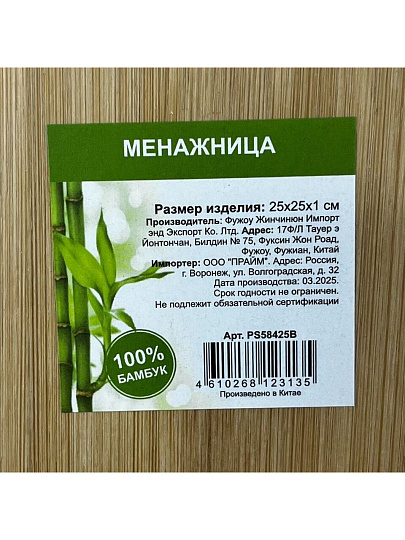 МЕНАЖНИЦА
Размер изделия: 25х25х1 см
Производитель: Фужоу Жинчинюн Импорт
энд Экспорт Ко. Лтд. Адрес: 17Ф/Л Тауер э
Йонтончан, Билдин № 75, Фуксин Жон Роад,
Фужоу, Фужиан, Китай
Импортер: ООО "ПРАЙМ". Адрес: Россия,
г. Воронеж, ул. Волгоградская, д. 32
Дата производства: 03.2025.
Срок годности не ограничен.
Не подлежит обязательной сертификации
100%
БАМБУК
Арт. PS58425B
4 610268 123135
Произведено в Китае